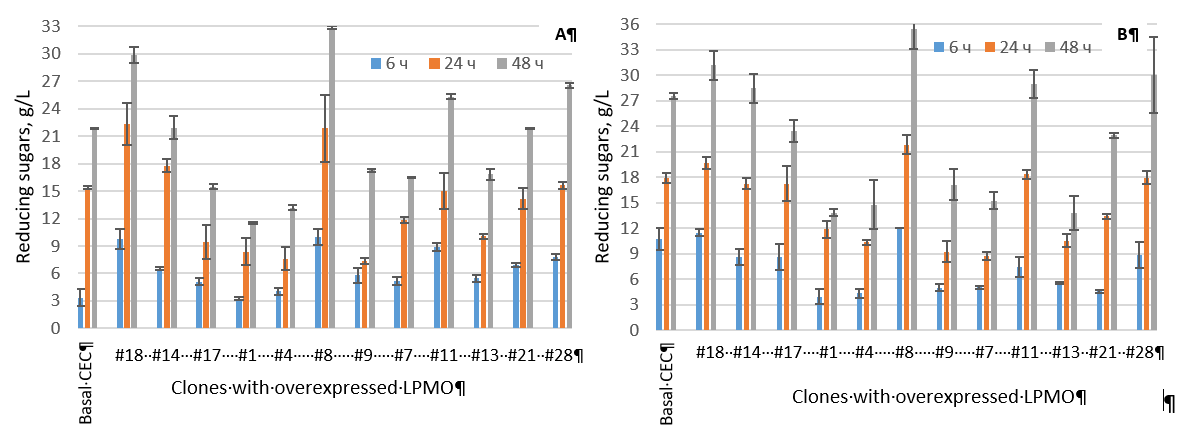 A¶
6 ч 24 ч 48 ч
33
30
27
24
21
18
15
12
9
6
3
0
Reducing sugars, g/L
Basal·CEC¶
#18··#14···#17····#1····#4····#8·····#9····#7···#11···#13···#21··#28¶
Clones·with·overexpressed·LPMO¶
B¶
6 ч 24 ч 48 ч
36
33
30
27
24
21
18
15
12
9
6
3
0
Reducing sugars, g/L
Basal·CEC¶
#18··#14···#17····#1····#4····#8·····#9····#7···#11···#13···#21··#28¶
Clones·with·overexpressed·LPMO¶
¶